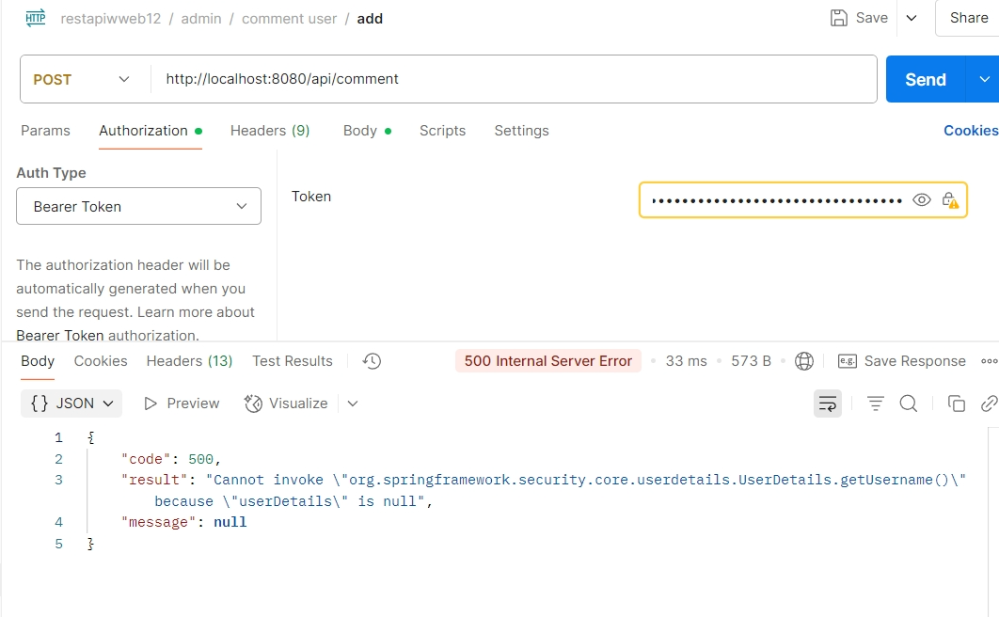 HTTP restapiwweb12 / admin / comment user / add Save Share
POST http://localhost:8080/api/comment Send
Params Authorization Headers (9) Body Scripts Settings Cookies
Auth Type
Bearer Token
Token ••••••••••••••••••••••••••••••••••
The authorization header will be
automatically generated when you
send the request. Learn more about
Bearer Token authorization.
Body Cookies Headers (13) Test Results 500 Internal Server Error • 33 ms • 573 B • e.g. Save Response
{} JSON Preview Visualize
1 {
2 "code": 500,
3 "result": "Cannot invoke \"org.springframework.security.core.userdetails.UserDetails.getUsername()\"
because \"userDetails\" is null",
4 "message": null
5 }